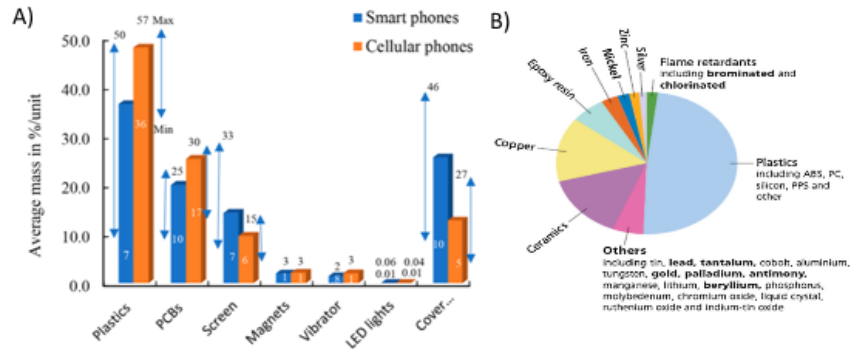 A)
Smart phones
Cellular phones
Average mass in %/unit
50.0
40.0
30.0
20.0
10.0
0.0
50
57 Max
Min
7
36
25
30
10
17
33
15
7
6
3
3
1
1
2
3
1
0.06
0.04
0.01
0.01
46
27
10
5
Plastics
PCBs
Screen
Magnets
Vibrator
LED lights
Cover...
B)
Silver
Zinc
Nickel
Iron
Epoxy resin
Copper
Ceramics
Flame retardants
including brominated and
chlorinated
Plastics
including ABS, PC,
silicon, PPS and
other
Others
including tin, lead, tantalum, cobalt, aluminium,
tungsten, gold, palladium, antimony,
manganese, lithium, beryllium, phosphorus,
molybedenum, chromium oxide, liquid crystal,
ruthenium oxide and indium-tin oxide